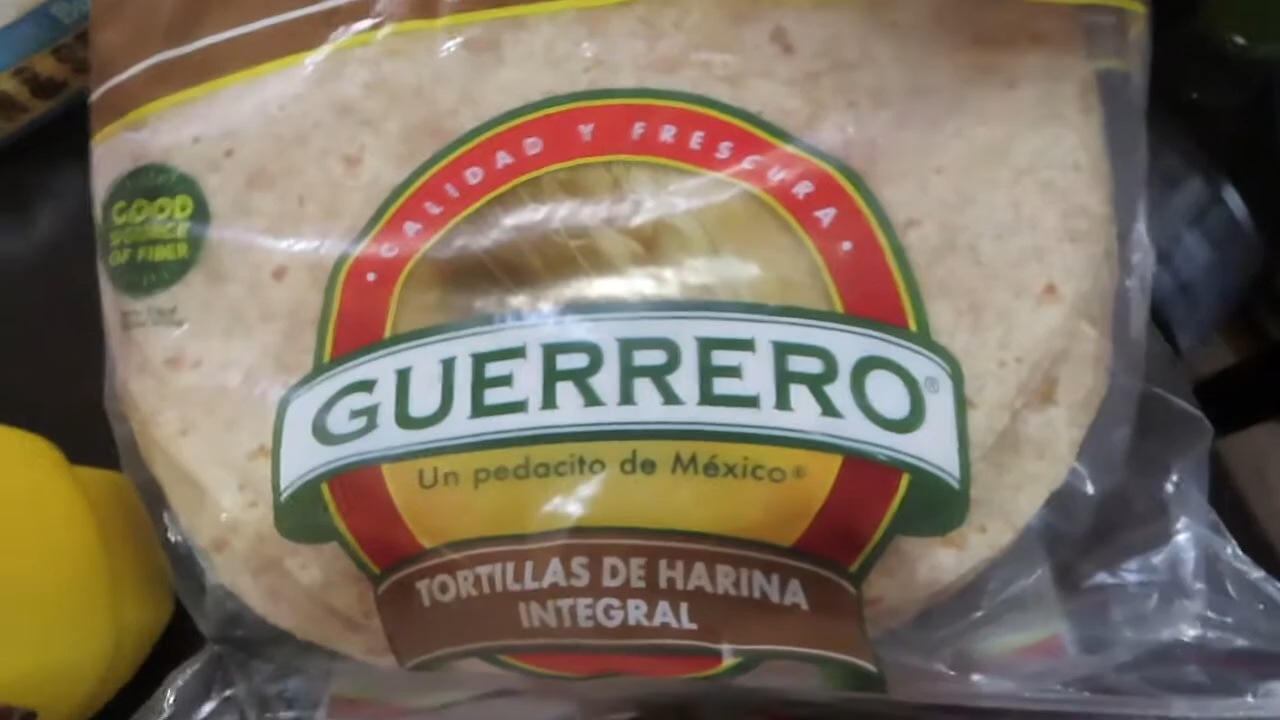 CALIDAD Y FRESCURA
GOOD
SOURCE
OF FIBER
GUERRERO®
Un pedacito de México®
TORTILLAS DE HARINA
INTEGRAL